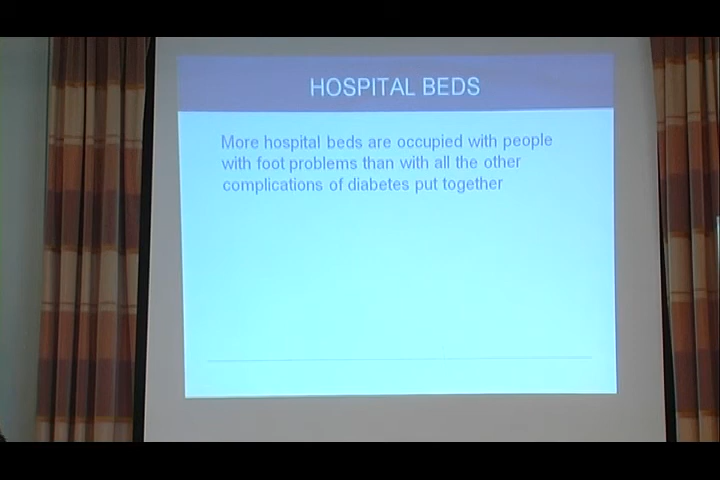 HOSPITAL BEDS
More hospital beds are occupied with people
with foot problems than with all the other
complications of diabetes put together